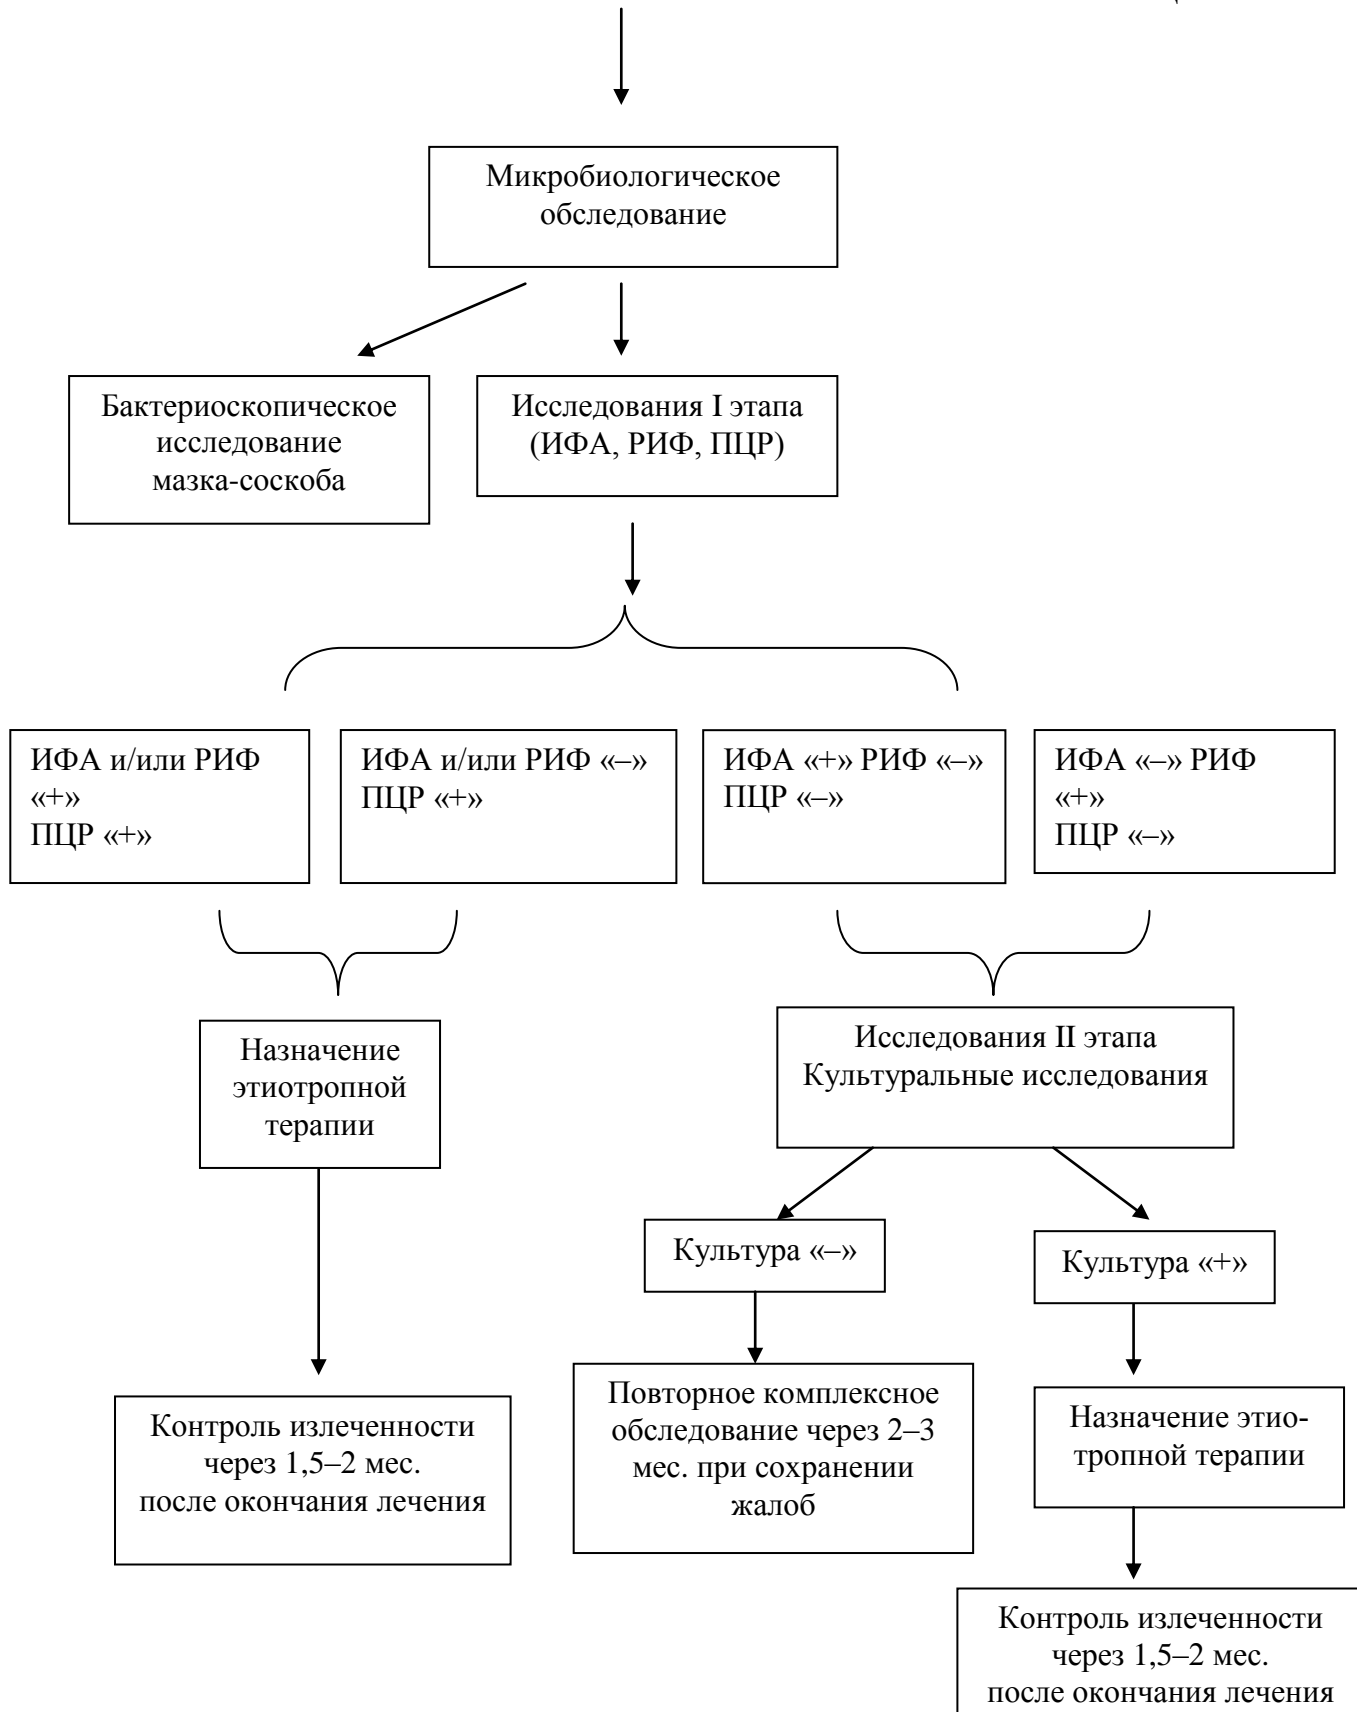 Микробиологическое
обследование
Бактериоскопическое
исследование
мазка-соскоба
Исследования I этапа
(ИФА, РИФ, ПЦР)
ИФА и/или РИФ
«+»
ПЦР «+»
ИФА и/или РИФ «–»
ПЦР «+»
ИФА «+» РИФ «–»
ПЦР «–»
ИФА «–» РИФ
«+»
ПЦР «–»
Назначение
этиотропной
терапии
Исследования II этапа
Культуральные исследования
Культура «–»
Культура «+»
Контроль излеченности
через 1,5–2 мес.
после окончания лечения
Повторное комплексное
обследование через 2–3
мес. при сохранении
жалоб
Назначение этио-
тропной терапии
Контроль излеченности
через 1,5–2 мес.
после окончания лечения